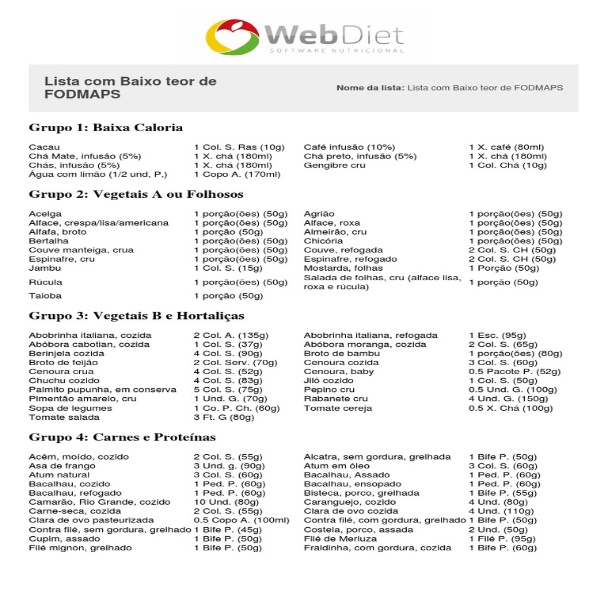 WebDiet
SOFTWARE NUTRICIONAL
Lista com Baixo teor de
FODMAPS
Nome da lista: Lista com Baixo teor de FODMAPS
Grupo 1: Baixa Caloria
Cacau 1 Col. S. Ras (10g) Café infusão (10%) 1 X. café (80ml)
Chá Mate, infusão (5%) 1 X. chá (180ml) Chá preto, infusão (5%) 1 X. chá (180ml)
Chás, infusão (5%) 1 X. chá (180ml) Gengibre cru 1 Col. Chá (10g)
Água com limão (1/2 und, P.) 1 Copo A. (170ml)
Grupo 2: Vegetais A ou Folhosos
Acelga 1 porção(ões) (50g) Agrião 1 porção(ões) (50g)
Alface, crespa/lisa/americana 1 porção(ões) (50g) Alface, roxa 1 porção(ões) (50g)
Alfafa, broto 1 porção (50g) Almeirão, cru 1 porção(ões) (50g)
Bertalha 1 porção(ões) (50g) Chicória 1 porção(ões) (50g)
Couve manteiga, crua 1 porção(ões) (50g) Couve, refogada 2 Col. S. CH (50g)
Espinafre, cru 1 porção(ões) (50g) Espinafre, refogado 2 Col. S. CH (50g)
Jambu 1 Col. S. (15g) Mostarda, folhas 1 Porção (50g)
Rúcula 1 porção(ões) (50g) Salada de folhas, cru (alface lisa, roxa e rúcula) 1 porção (50g)
Taioba 1 porção (50g)
Grupo 3: Vegetais B e Hortaliças
Abobrinha italiana, cozida 2 Col. A. (135g) Abobrinha italiana, refogada 1 Esc. (95g)
Abóbora cabotian, cozida 1 Col. S. (37g) Abóbora moranga, cozida 2 Col. S. (65g)
Berinjela cozida 4 Col. S. (90g) Broto de bambu 1 porção(ões) (80g)
Broto de feijão 2 Col. Serv. (70g) Cenoura cozida 3 Col. S. (60g)
Cenoura crua 4 Col. S. (52g) Cenoura, baby 0.5 Pacote P. (52g)
Chuchu cozido 4 Col. S. (83g) Jiló cozido 1 Col. S. (50g)
Palmito pupunha, em conserva 5 Col. S. (75g) Pepino cru 0.5 Und. G. (100g)
Pimentão amarelo, cru 1 Und. G. (70g) Rabanete cru 4 Und. G. (150g)
Sopa de legumes 1 Co. P. Ch. (60g) Tomate cereja 0.5 X. Chá (100g)
Tomate salada 3 Ft. G (80g)
Grupo 4: Carnes e Proteínas
Acém, moído, cozido 2 Col. S. (55g) Alcatra, sem gordura, grelhada 1 Bife P. (50g)
Asa de frango 3 Und. g. (90g) Atum em óleo 3 Col. S. (60g)
Atum natural 3 Col. S. (60g) Bacalhau, Assado 1 Ped. P. (60g)
Bacalhau, cozido 1 Ped. P. (60g) Bacalhau, ensopado 1 Ped. P. (60g)
Bacalhau, refogado 1 Ped. P. (60g) Bisteca, porco, grelhada 1 Bife P. (55g)
Camarão, Rio Grande, cozido 10 Und. (80g) Caranguejo, cozido 4 Und. (80g)
Carne-seca, cozida 2 Col. S. (55g) Clara de ovo cozida 4 Und. (110g)
Clara de ovo pasteurizada 0.5 Copo A. (100ml) Contra filé, com gordura, grelhado 1 Bife P. (50g)
Contra filé, sem gordura, grelhado 1 Bife P. (45g) Costela, porco, assada 2 Und. (50g)
Cupim, assado 1 Bife P. (50g) Filé de Merluza 1 Filé P. (95g)
Filé mignon, grelhado 1 Bife P. (50g) Fraldinha, com gordura, cozida 1 Bife P. (60g)